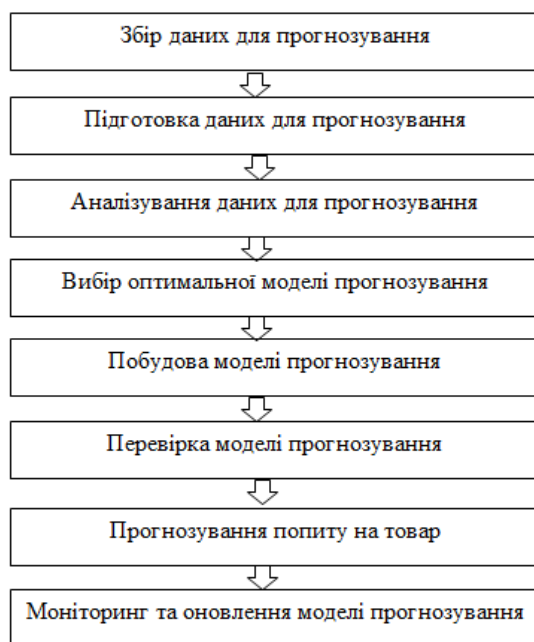 Збір даних для прогнозування
Підготовка даних для прогнозування
Аналізування даних для прогнозування
Вибір оптимальної моделі прогнозування
Побудова моделі прогнозування
Перевірка моделі прогнозування
Прогнозування попиту на товар
Моніторинг та оновлення моделі прогнозування